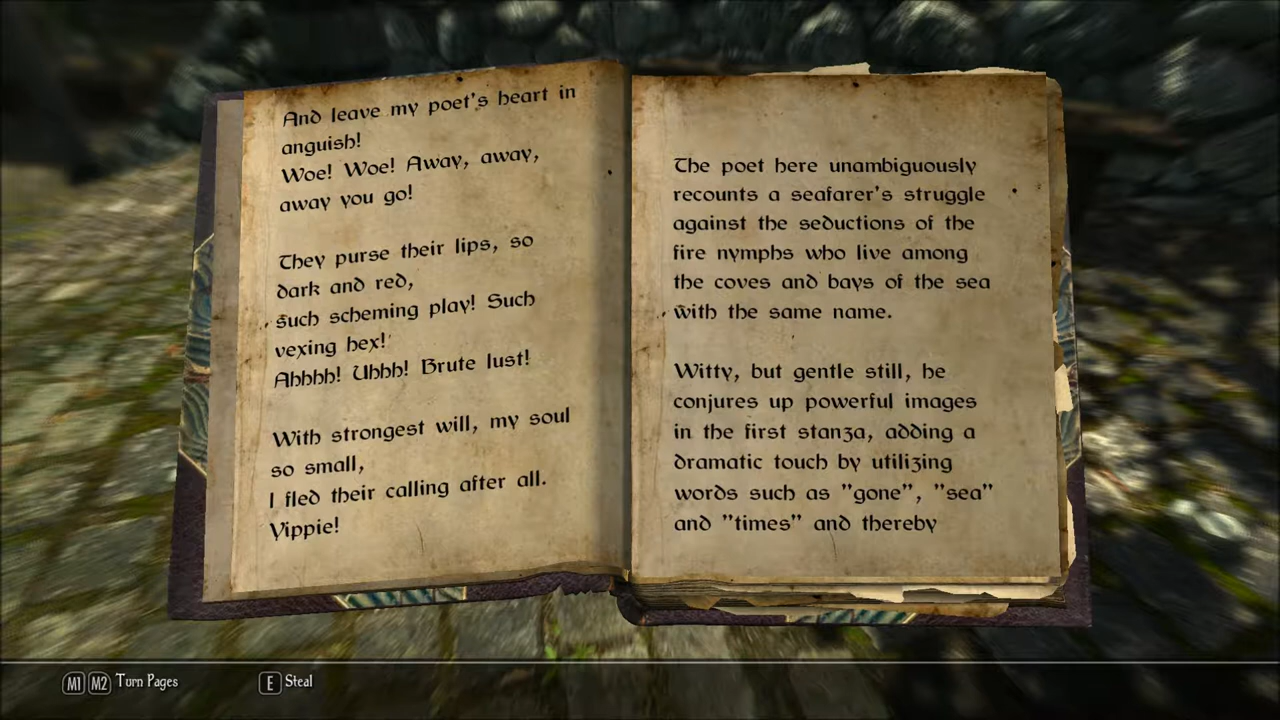 And leave my poet's heart in
anguish!
Woe! Woe! Away, away,
away you go!
They purse their lips, so
dark and red,
such scheming play! Such
vexing hex!
Ahhhh! Uhhh! Brute lust!
With strongest will, my soul
so small,
I fled their calling after all.
Yippie!
The poet here unambiguously
recounts a seafarer's struggle
against the seductions of the
fire nymphs who live among
the coves and bays of the sea
with the same name.
Witty, but gentle still, he
conjures up powerful images
in the first stanza, adding a
dramatic touch by utilizing
words such as "gone", "sea"
and "times" and thereby
M1 M2 Turn Pages
E Steal